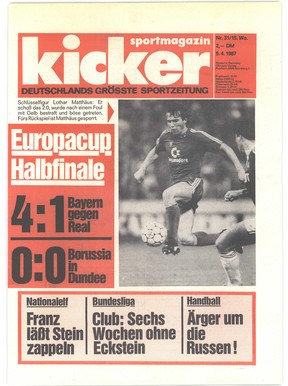 sportmagazin
kicker
DEUTSCHLANDS GRÖSSTE SPORTZEITUNG
Nr. 31/15. Wo.
2,– DM
9. 4. 1987
Schlüsselfigur Lothar Matthäus: Er
schoß das 2:0, wurde nach einem Foul
mit Gelb bestraft und böse getreten.
Fürs Rückspiel ist Matthäus gesperrt.
Europacup
Halbfinale
4:1 Bayern
gegen
Real
0:0 Borussia
in
Dundee
Nationalelf
Franz
läßt Stein
zappeln
Bundesliga
Club: Sechs
Wochen ohne
Eckstein
Handball
Ärger um
die
Russen!